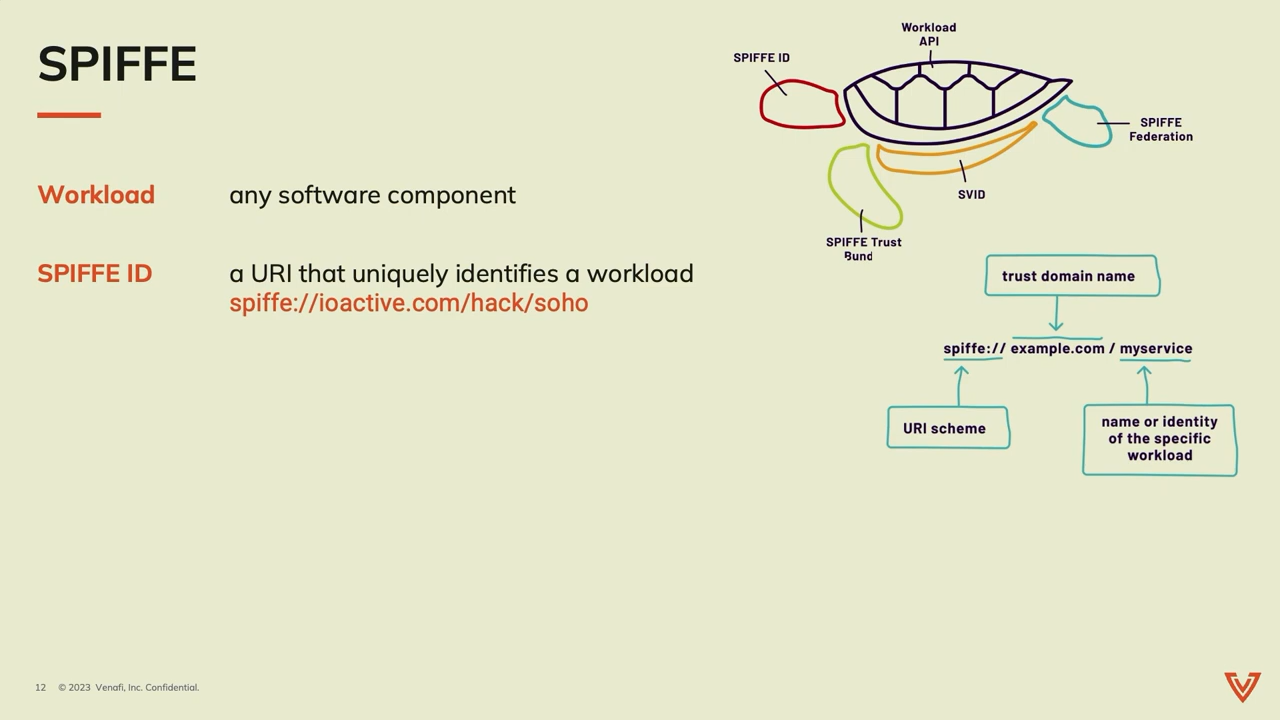 SPIFFE
Workload
any software component
SPIFFE ID
a URI that uniquely identifies a workload
spiffe://ioactive.com/hack/soho
Workload
API
SPIFFE ID
SPIFFE
Federation
SVID
SPIFFE Trust
trust domain name
spiffe:// example.com / myservice
URI scheme
name or identity
of the specific
workload
12 © 2023 Venafi, Inc. Confidential.